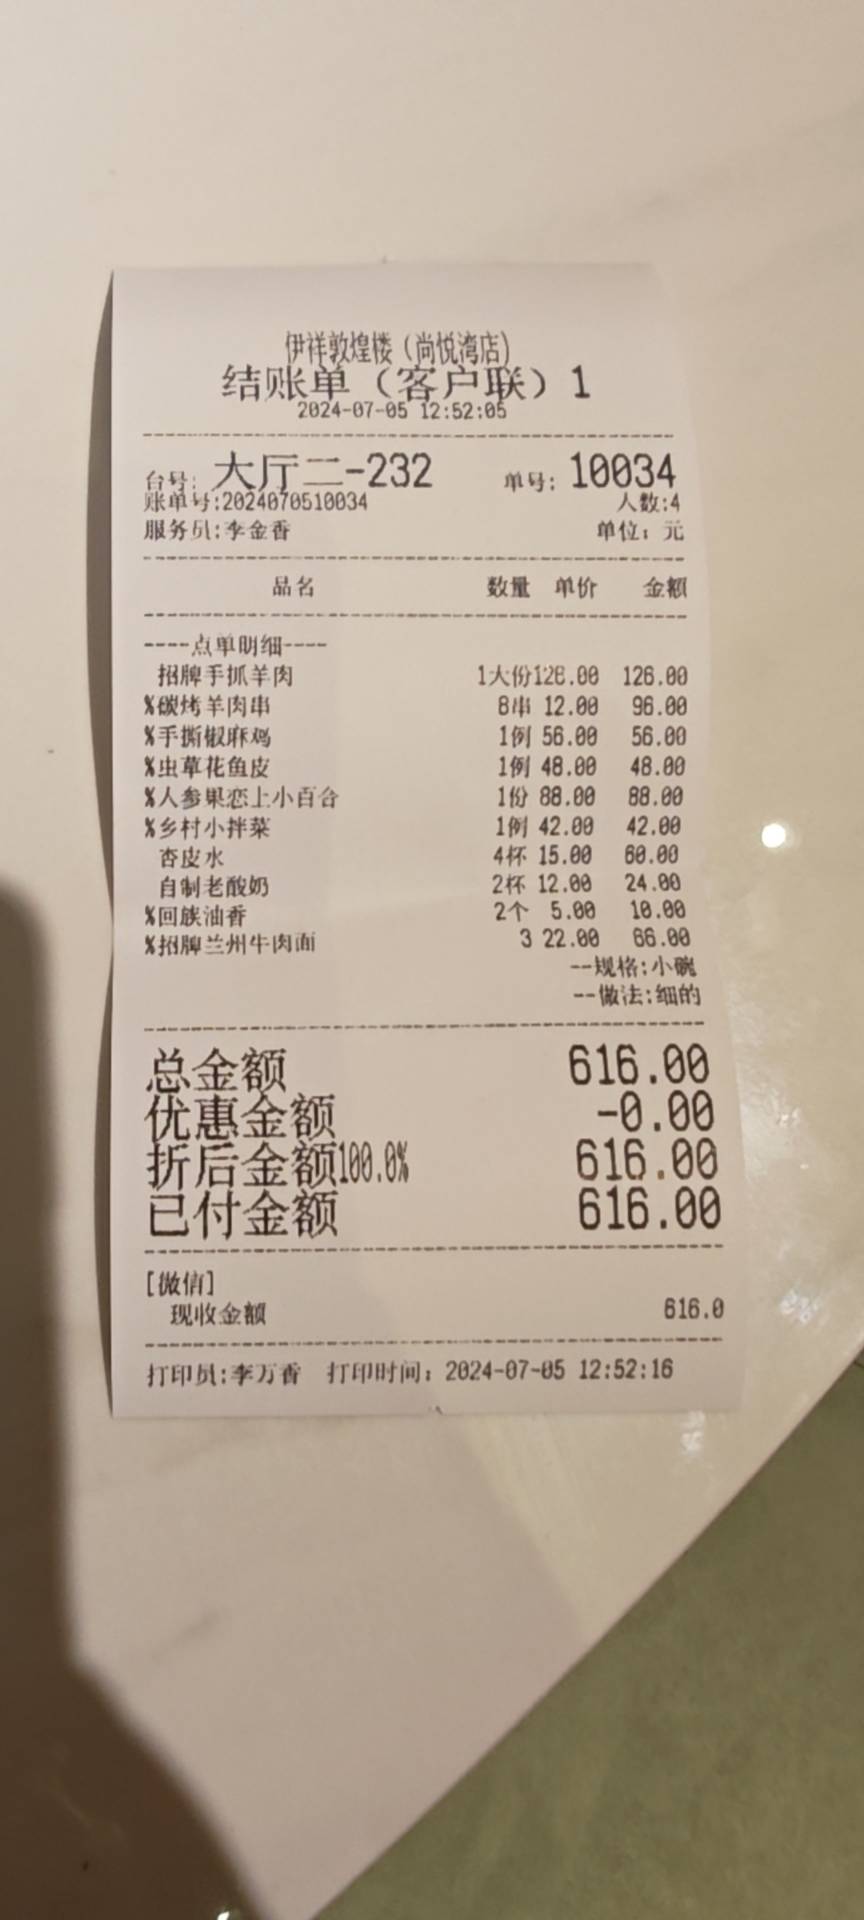 伊祥敦煌楼（尚悦湾店）
结账单（客户联）1
2024-07-05 12:52:05
台号: 大厅二-232 单号: 10034
账单号:2024070510034 人数:4
服务员:李金香 单位: 元
品名 数量 单价 金额
----点单明细----
招牌手抓羊肉 1大份126.00 126.00
%碳烤羊肉串 8串 12.00 96.00
%手撕椒麻鸡 1例 56.00 56.00
%虫草花鱼皮 1例 48.00 48.00
%人参果恋上小百合 1份 88.00 88.00
%乡村小拌菜 1例 42.00 42.00
杏皮水 4杯 15.00 60.00
自制老酸奶 2杯 12.00 24.00
%回族油香 2个 5.00 10.00
%招牌兰州牛肉面 3 22.00 66.00
--规格:小碗
--做法:细的
总金额 616.00
优惠金额 -0.00
折后金额100.0% 616.00
已付金额 616.00
[微信]
现收金额 616.0
打印员:李万香 打印时间: 2024-07-05 12:52:16